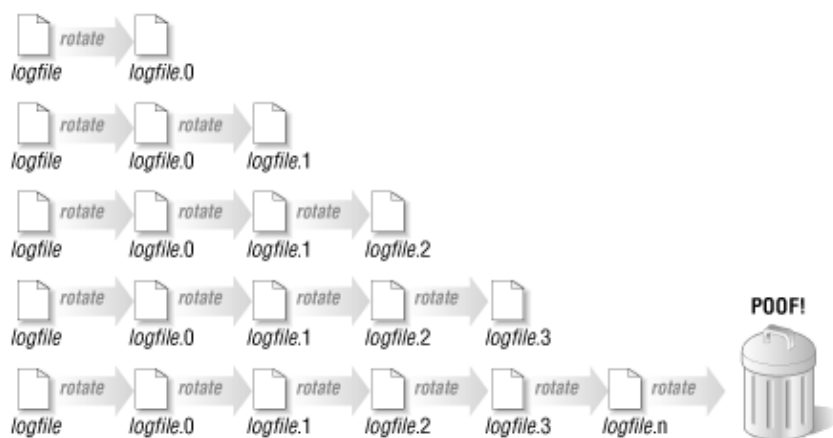 rotate
logfile logfile.0
rotate rotate
logfile logfile.0 logfile.1
rotate rotate rotate
logfile logfile.0 logfile.1 logfile.2
rotate rotate rotate rotate
logfile logfile.0 logfile.1 logfile.2 logfile.3
POOF!
rotate rotate rotate rotate rotate rotate
logfile logfile.0 logfile.1 logfile.2 logfile.3 logfile.n